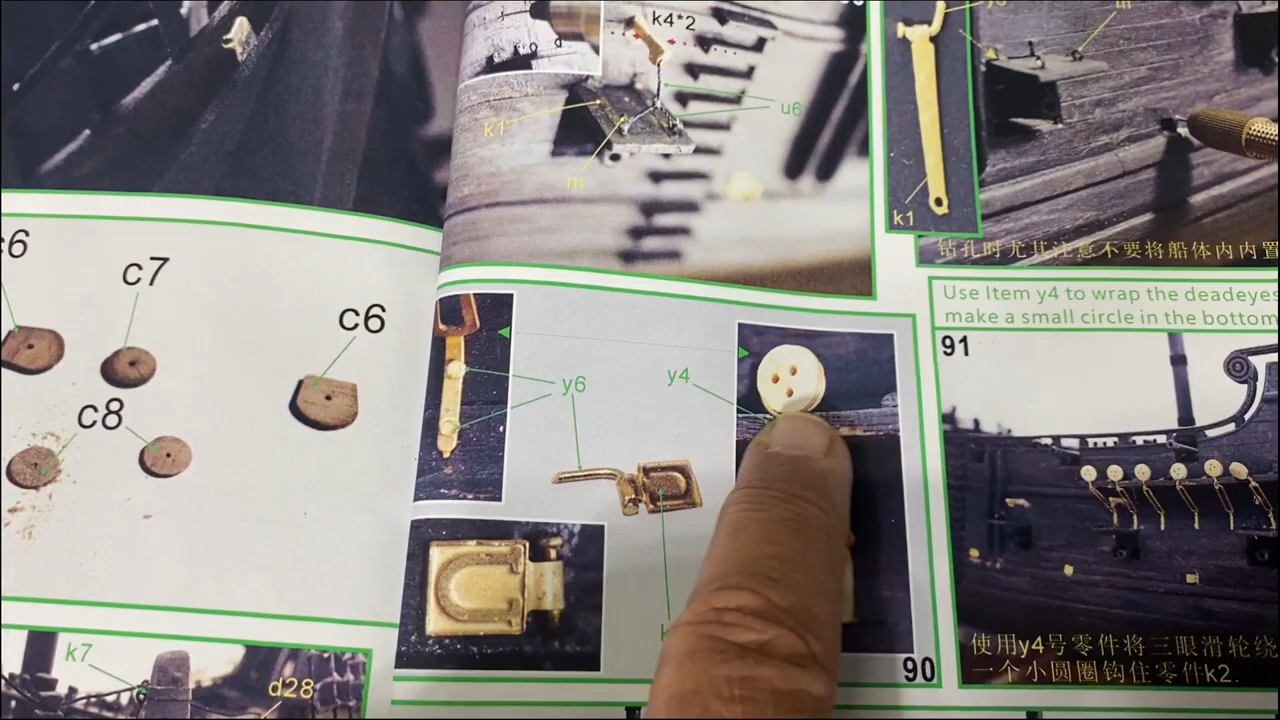 k4*2
u6
k1
m
k1
钻孔时尤其注意不要将船体内内置
c7
c6
c8
y6
y4
90
Use Item y4 to wrap the deadeyes
make a small circle in the bottom
91
使用y4号零件将三眼滑轮绕
一个小圆圈钩住零件k2.
k7
d28